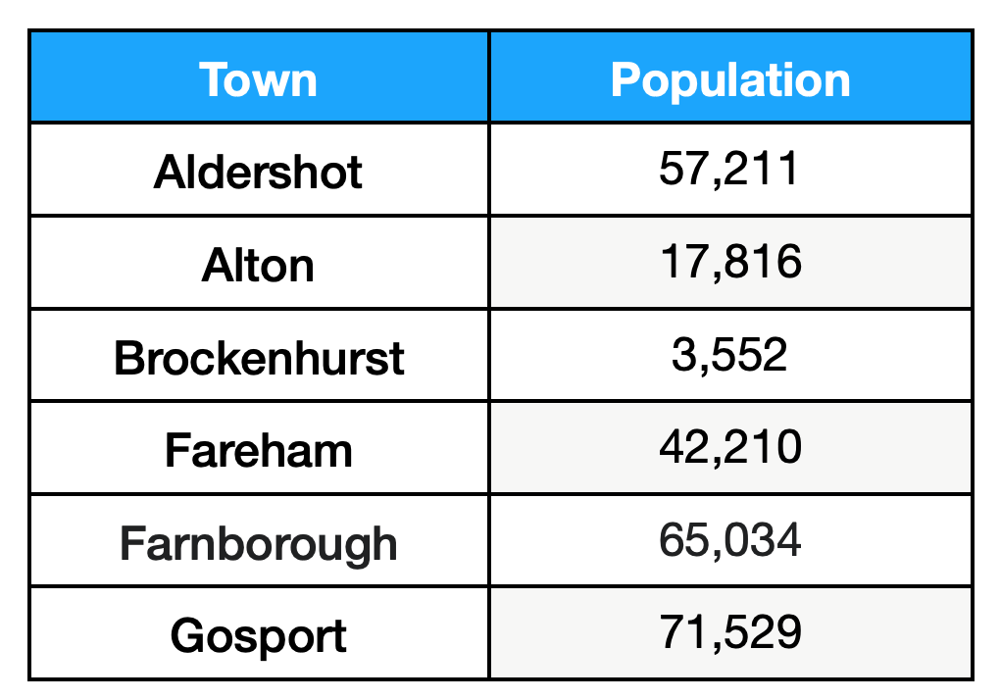 Town Population
Aldershot 57,211
Alton 17,816
Brockenhurst 3,552
Fareham 42,210
Farnborough 65,034
Gosport 71,529